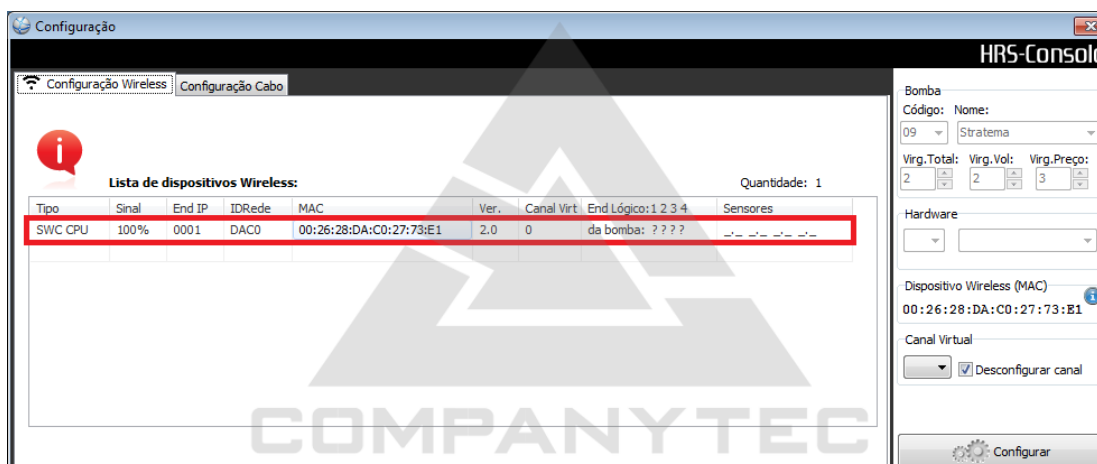 Configuração
HRS-Console
Configuração Wireless Configuração Cabo
Lista de dispositivos Wireless: Quantidade: 1
Tipo Sinal End IP IDRede MAC Ver. Canal Virt End Lógico:1 2 3 4 Sensores
SWC CPU 100% 0001 DAC0 00:26:28:DA:C0:27:73:E1 2.0 0 da bomba: ? ? ? ? _._ _._ _._ _._
Bomba
Código: Nome:
09 Stratema
Virg.Total: Virg.Vol: Virg.Preço:
2 2 3
Hardware
Dispositivo Wireless (MAC)
00:26:28:DA:C0:27:73:E1
Canal Virtual
Desconfigurar canal
Configurar
COMPANYTEC